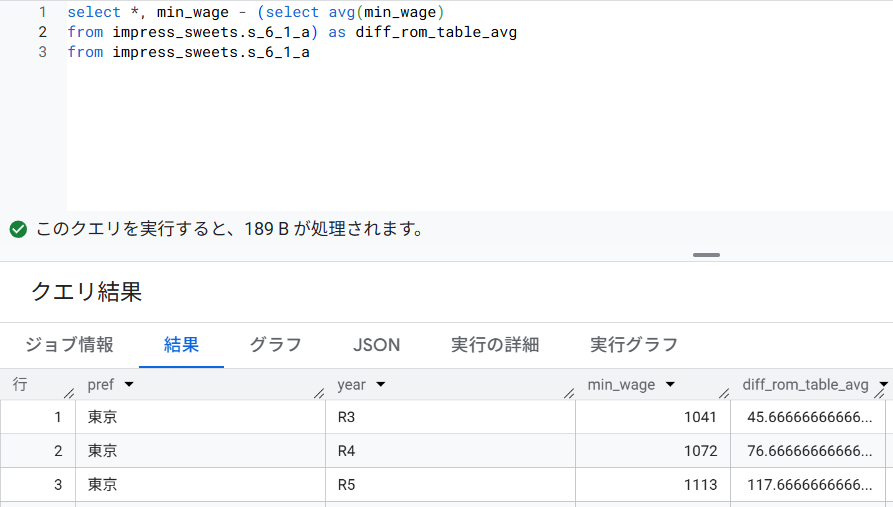 1 select *, min_wage - (select avg(min_wage)
2 from impress_sweets.s_6_1_a) as diff_rom_table_avg
3 from impress_sweets.s_6_1_a
このクエリを実行すると、189 B が処理されます。
クエリ結果
ジョブ情報 結果 グラフ JSON 実行の詳細 実行グラフ
行 pref year min_wage diff_rom_table_avg
1 東京 R3 1041 45.66666666666...
2 東京 R4 1072 76.66666666666...
3 東京 R5 1113 117.6666666666...